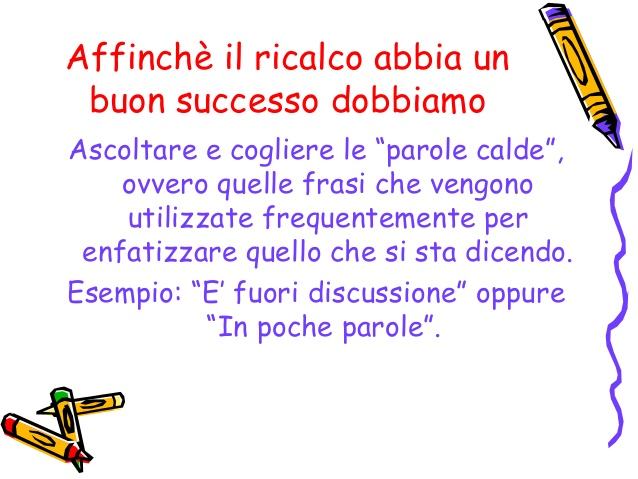 Affinchè il ricalco abbia un
buon successo dobbiamo
Ascoltare e cogliere le “parole calde”,
ovvero quelle frasi che vengono
utilizzate frequentemente per
enfatizzare quello che si sta dicendo.
Esempio: “E’ fuori discussione” oppure
“In poche parole”.